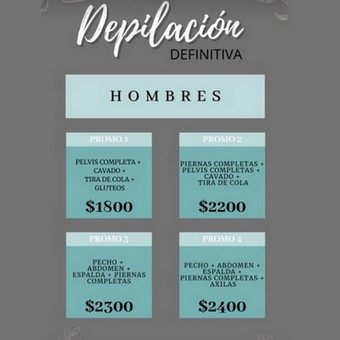 Depilación
DEFINITIVA
HOMBRES
PROMO 1
PELVIS COMPLETA +
CAVADO +
TIRA DE COLA +
GLUTEOS
$1800
PROMO 2
PIERNAS COMPLETAS +
PELVIS COMPLETAS +
CAVADO +
TIRA DE COLA
$2200
PROMO 3
PECHO +
ABDOMEN +
ESPALDA + PIERNAS
COMPLETAS
$2300
PROMO 4
PECHO + ABDOMEN +
ESPALDA +
PIERNAS COMPLETAS +
AXILAS
$2400